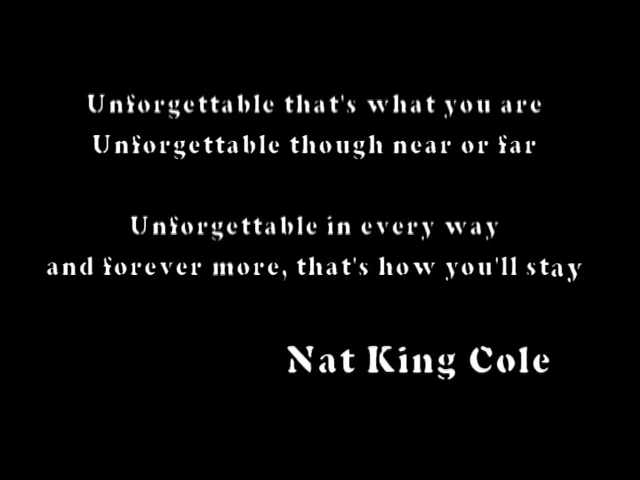 Unforgettable that's what you are
Unforgettable though near or far
Unforgettable in every way
and forever more, that's how you'll stay
Nat King Cole